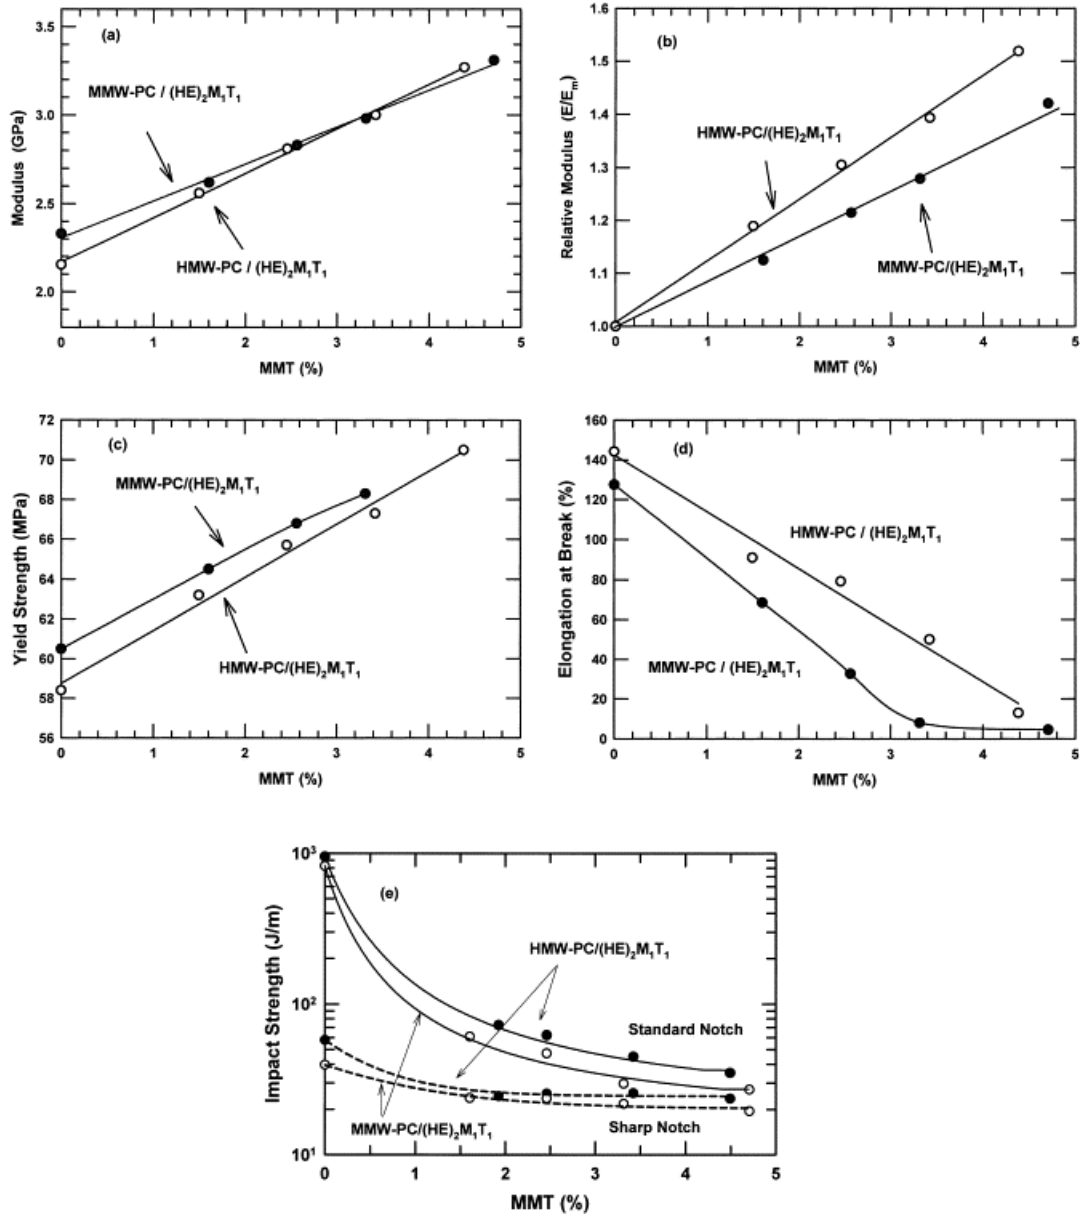 (a)
3.5
3.0
2.5
2.0
Modulus (GPa)
MMW-PC / (HE)₂M₁T₁
HMW-PC / (HE)₂M₁T₁
0 1 2 3 4 5
MMT (%)
(b)
1.6
1.5
1.4
1.3
1.2
1.1
1.0
Relative Modulus (E/Eₘ)
HMW-PC/(HE)₂M₁T₁
MMW-PC/(HE)₂M₁T₁
0 1 2 3 4 5
MMT (%)
(c)
72
70
68
66
64
62
60
58
56
Yield Strength (MPa)
MMW-PC/(HE)₂M₁T₁
HMW-PC/(HE)₂M₁T₁
0 1 2 3 4 5
MMT (%)
(d)
160
140
120
100
80
60
40
20
0
Elongation at Break (%)
HMW-PC / (HE)₂M₁T₁
MMW-PC / (HE)₂M₁T₁
0 1 2 3 4 5
MMT (%)
(e)
10³
10²
10¹
Impact Strength (J/m)
HMW-PC/(HE)₂M₁T₁
Standard Notch
MMW-PC/(HE)₂M₁T₁
Sharp Notch
0 1 2 3 4 5
MMT (%)